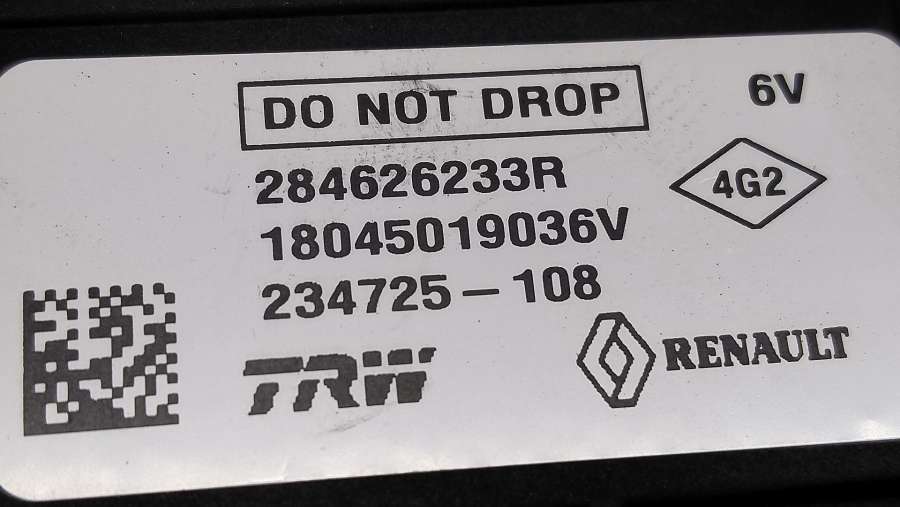 DO NOT DROP
6V
284626233R
4G2
18045019036V
234725-108
TRW
RENAULT